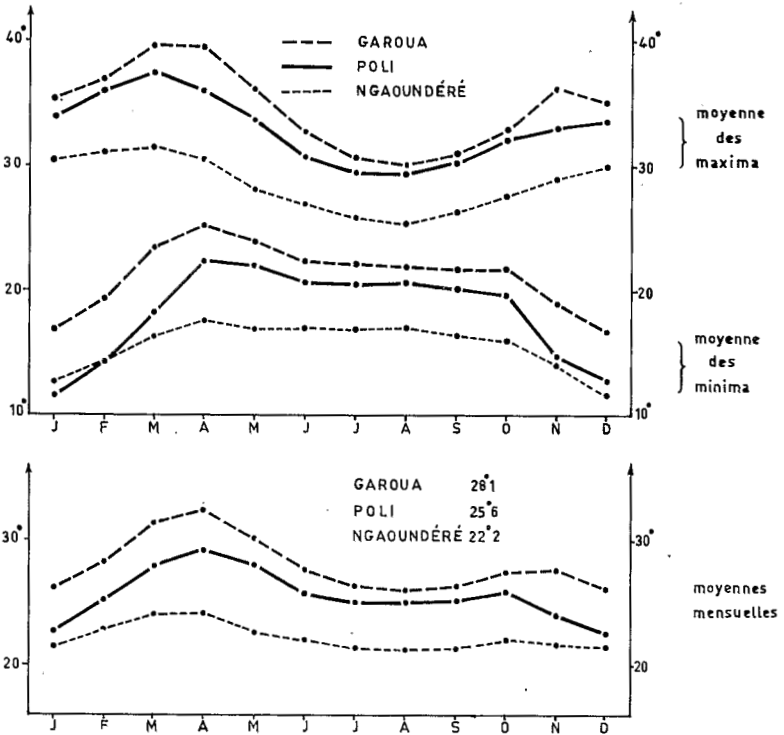 40° 40°
GAROUA
POLI
NGAOUNDÉRÉ
moyenne
des
maxima
30 30
20 20°
moyenne
des
minima
10° 10°
J F M A M J J A S O N D
GAROUA 28°1
POLI 25°6
NGAOUNDÉRÉ 22°2
30° 30°
moyennes
mensuelles
20 20
J F M A M J J A S O N D